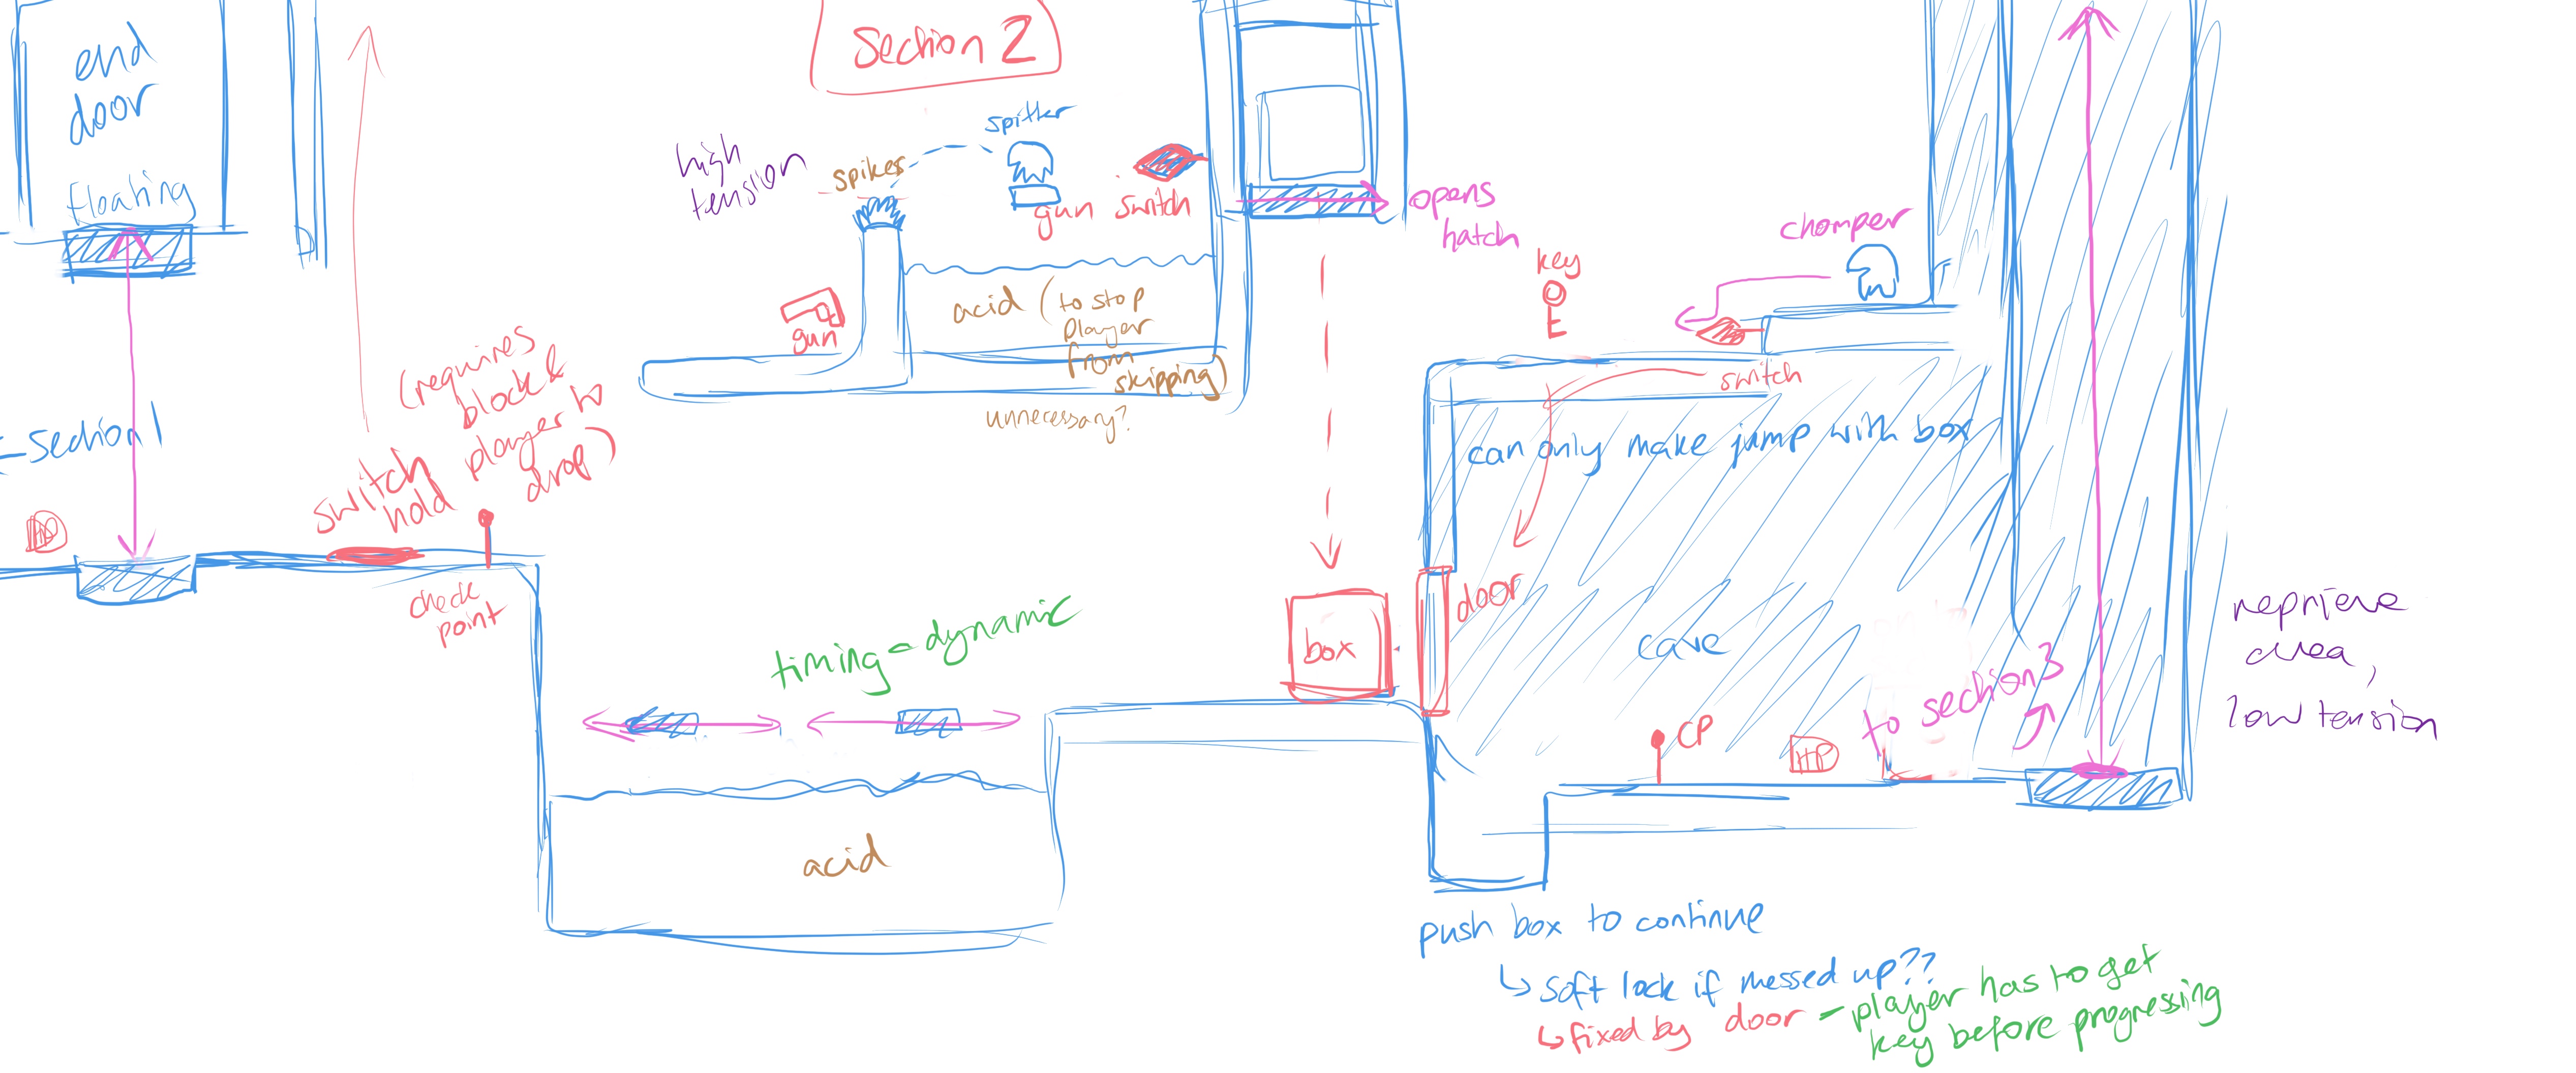 end
door
floating
Section 2
high
tension
spikes
spitter
gun switch
opens
hatch
key
chomper
gun
acid (to stop
player
from
skipping)
unnecessary?
switch
(requires
block &
player to
drop)
switch
hold
←section 1
HP
check
point
can only make jump with box
timing = dynamic
box
door
cave
to section 3
CP
HP
acid
reprieve
area,
low tension
push box to continue
↳ soft lock if messed up??
↳ fixed by door - player has to get
key before progressing